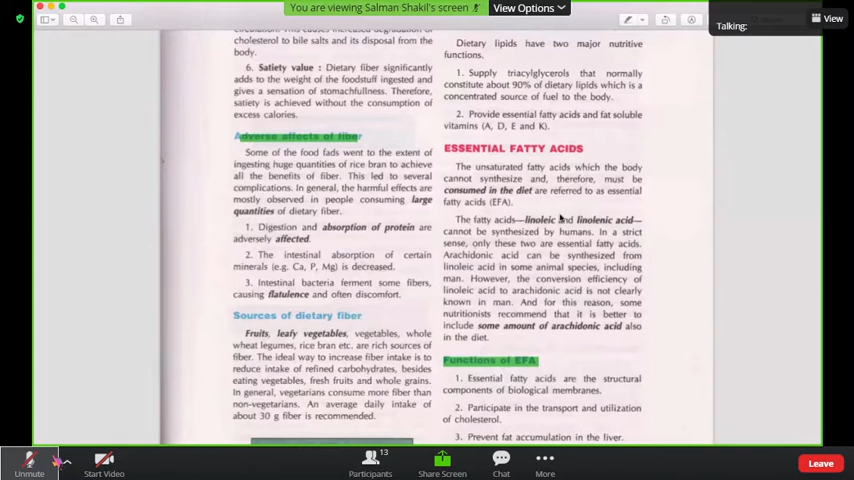 You are viewing Salman Shakil's screen
View Options
Talking:
View
circulation. This causes increased degradation of
cholesterol to bile salts and its disposal from the
body.
6. Satiety value : Dietary fiber significantly
adds to the weight of the foodstuff ingested and
gives a sensation of stomachfullness. Therefore,
satiety is achieved without the consumption of
excess calories.
Adverse affects of fiber
Some of the food fads went to the extent of
ingesting huge quantities of rice bran to achieve
all the benefits of fiber. This led to several
complications. In general, the harmful effects are
mostly observed in people consuming large
quantities of dietary fiber.
1. Digestion and absorption of protein are
adversely affected.
2. The intestinal absorption of certain
minerals (e.g. Ca, P, Mg) is decreased.
3. Intestinal bacteria ferment some fibers,
causing flatulence and often discomfort.
Sources of dietary fiber
Fruits, leafy vegetables, vegetables, whole
wheat legumes, rice bran etc. are rich sources of
fiber. The ideal way to increase fiber intake is to
reduce intake of refined carbohydrates, besides
eating vegetables, fresh fruits and whole grains.
In general, vegetarians consume more fiber than
non-vegetarians. An average daily intake of
about 30 g fiber is recommended.
Dietary lipids have two major nutritive
functions.
1. Supply triacylglycerols that normally
constitute about 90% of dietary lipids which is a
concentrated source of fuel to the body.
2. Provide essential fatty acids and fat soluble
vitamins (A, D, E and K).
ESSENTIAL FATTY ACIDS
The unsaturated fatty acids which the body
cannot synthesize and, therefore, must be
consumed in the diet are referred to as essential
fatty acids (EFA).
The fatty acids—linoleic and linolenic acid—
cannot be synthesized by humans. In a strict
sense, only these two are essential fatty acids.
Arachidonic acid can be synthesized from
linoleic acid in some animal species, including
man. However, the conversion efficiency of
linoleic acid to arachidonic acid is not clearly
known in man. And for this reason, some
nutritionists recommend that it is better to
include some amount of arachidonic acid also
in the diet.
Functions of EFA
1. Essential fatty acids are the structural
components of biological membranes.
2. Participate in the transport and utilization
of cholesterol.
3. Prevent fat accumulation in the liver.
Unmute
Start Video
13
Participants
Share Screen
Chat
More
Leave